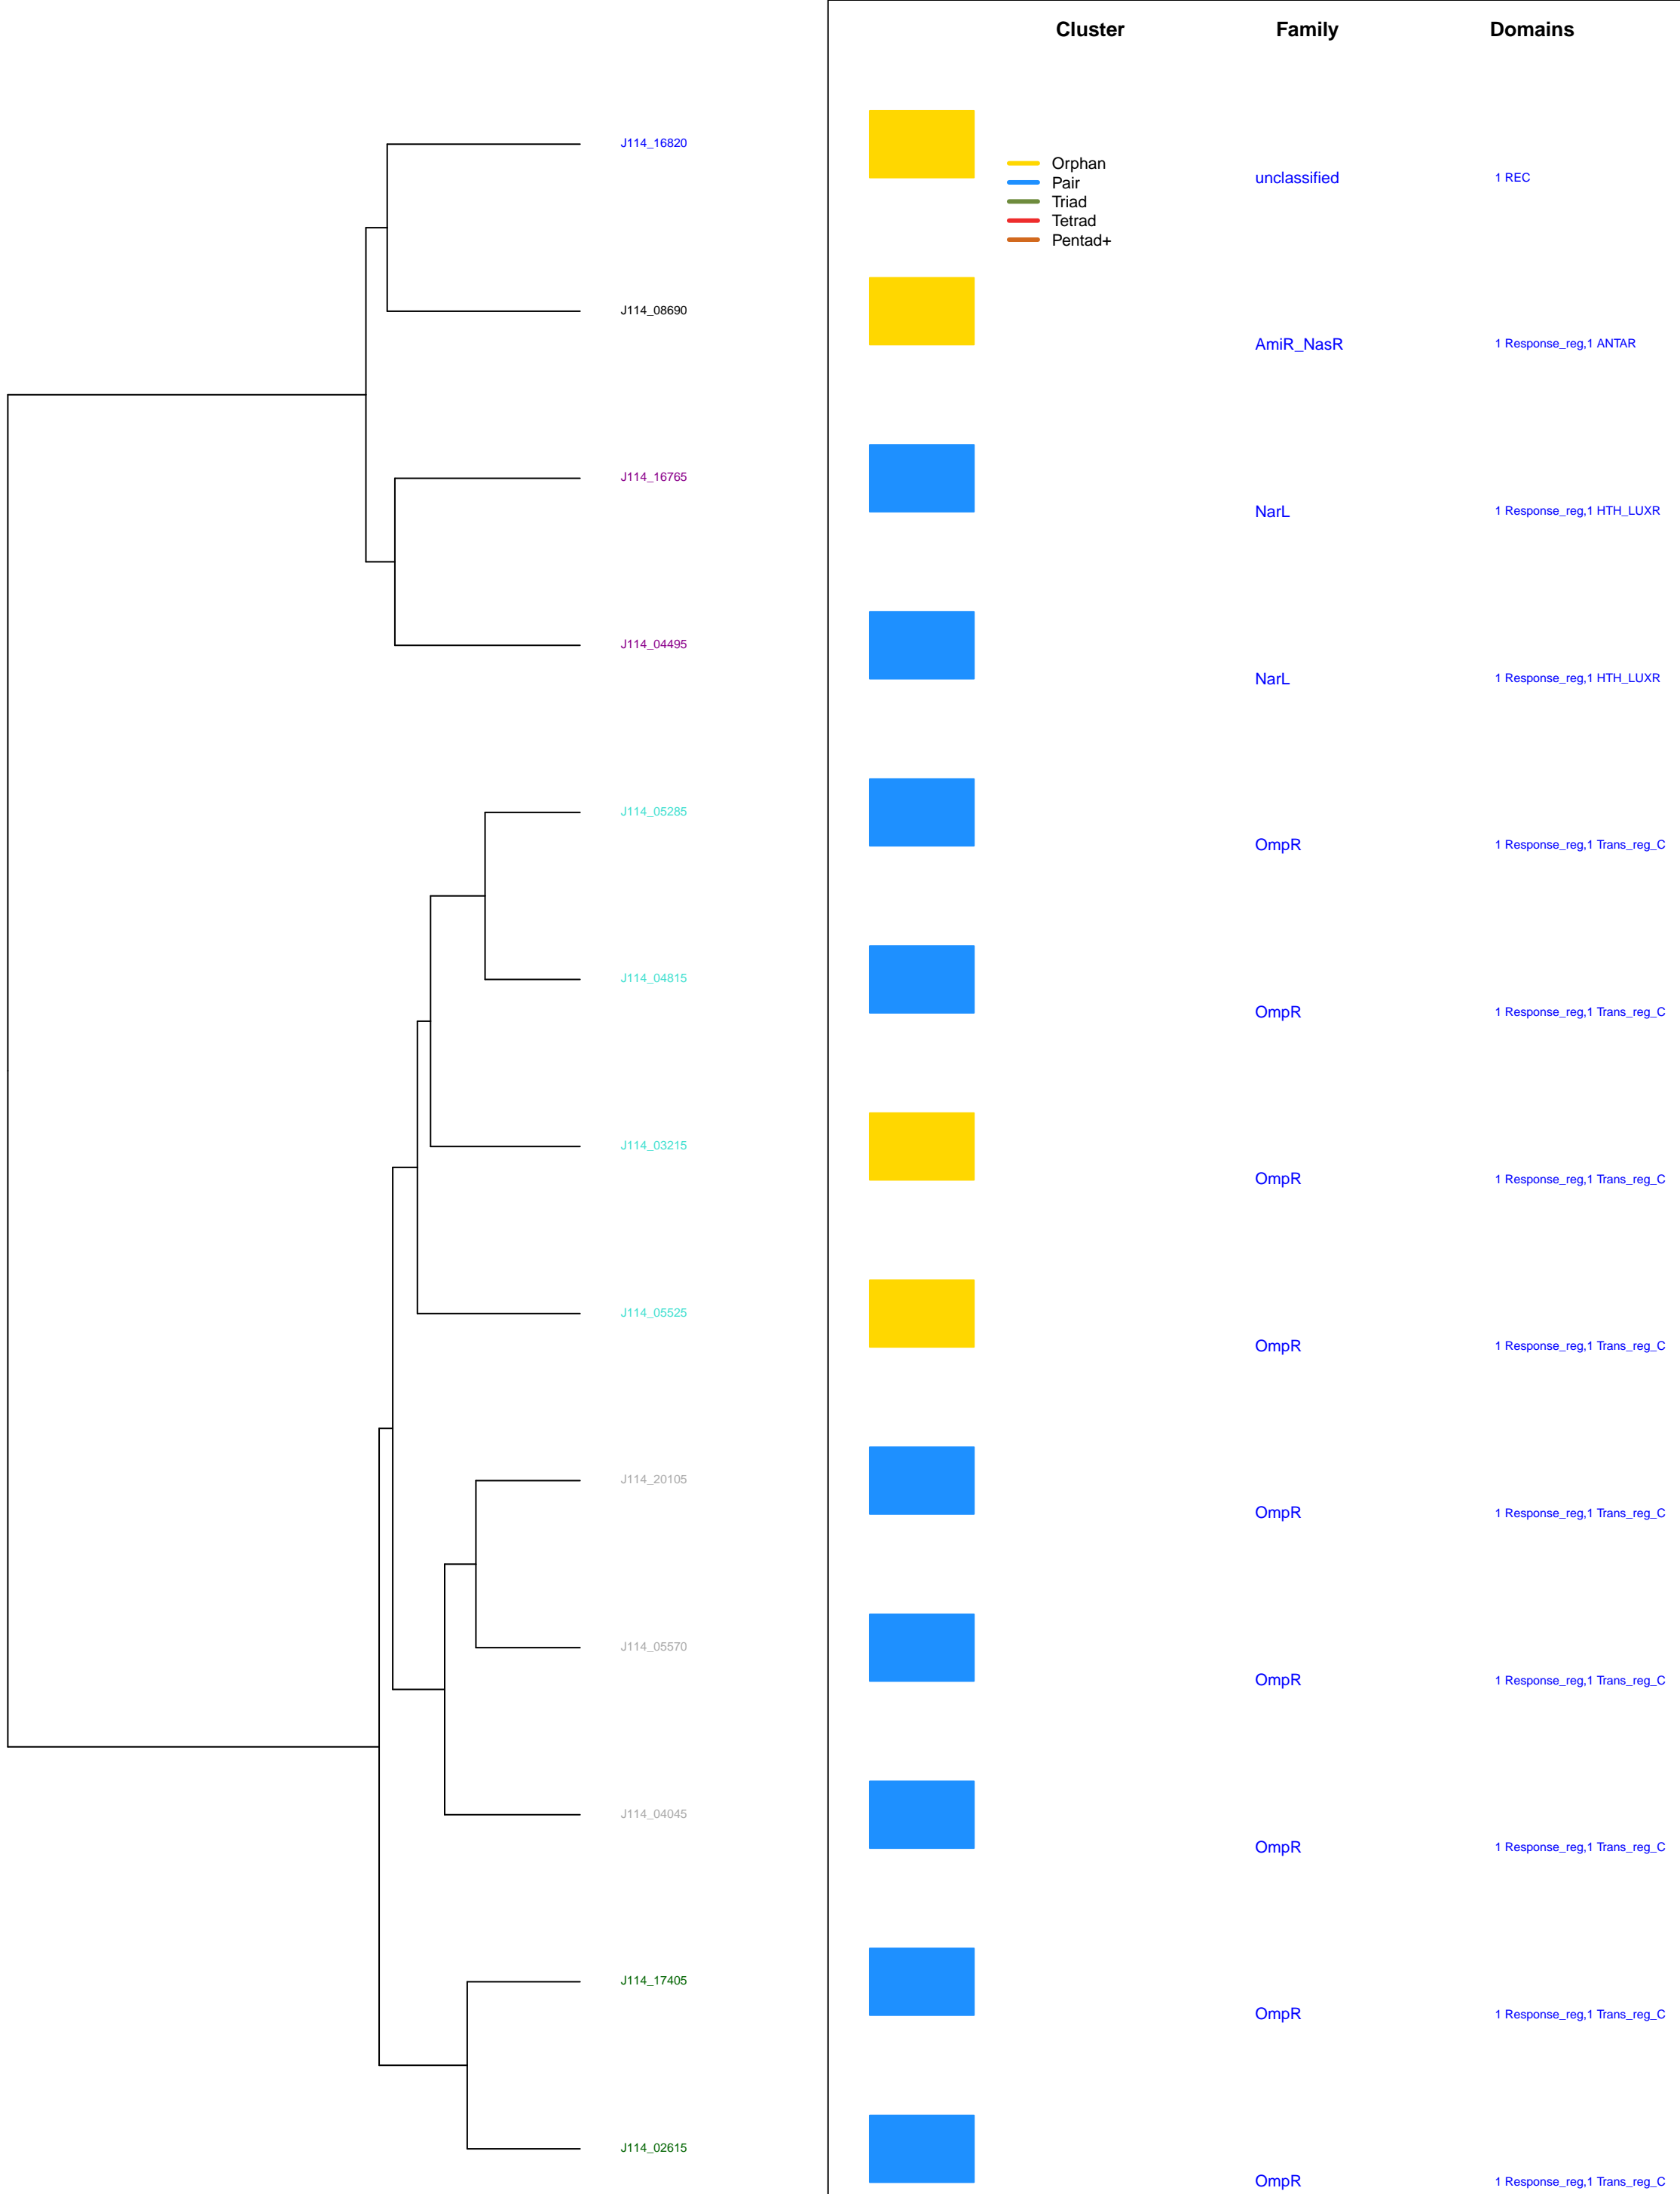 Cluster Family Domains
J114_16820
Orphan
Pair
Triad
Tetrad
Pentad+
unclassified 1 REC
J114_08690
AmiR_NasR 1 Response_reg,1 ANTAR
J114_16765
NarL 1 Response_reg,1 HTH_LUXR
J114_04495
NarL 1 Response_reg,1 HTH_LUXR
J114_05285
OmpR 1 Response_reg,1 Trans_reg_C
J114_04815
OmpR 1 Response_reg,1 Trans_reg_C
J114_03215
OmpR 1 Response_reg,1 Trans_reg_C
J114_05525
OmpR 1 Response_reg,1 Trans_reg_C
J114_20105
OmpR 1 Response_reg,1 Trans_reg_C
J114_05570
OmpR 1 Response_reg,1 Trans_reg_C
J114_04045
OmpR 1 Response_reg,1 Trans_reg_C
J114_17405
OmpR 1 Response_reg,1 Trans_reg_C
J114_02615
OmpR 1 Response_reg,1 Trans_reg_C